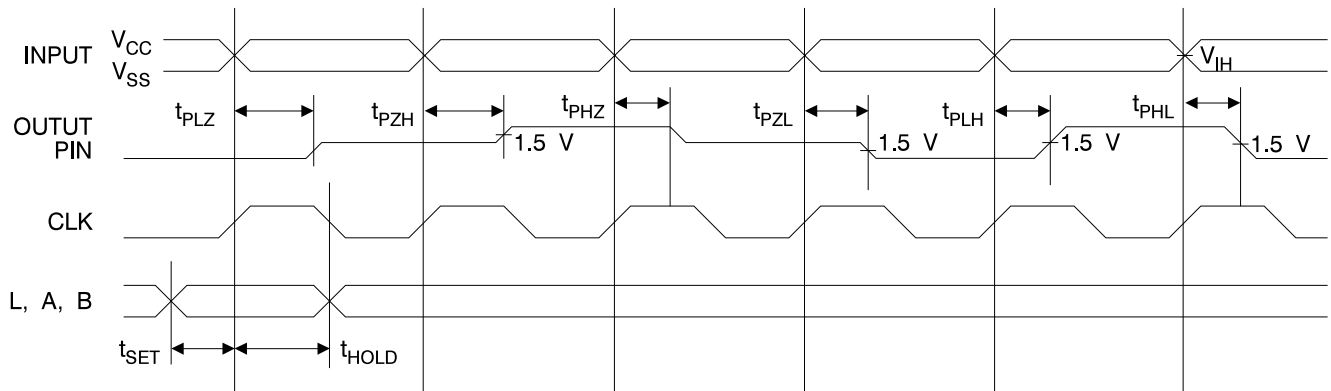 INPUT
VCC
VSS
VIH
tPLZ
tPZH
tPHZ
tPZL
tPLH
tPHL
OUTUT
PIN
1.5 V
1.5 V
1.5 V
1.5 V
CLK
L, A, B
tSET
tHOLD